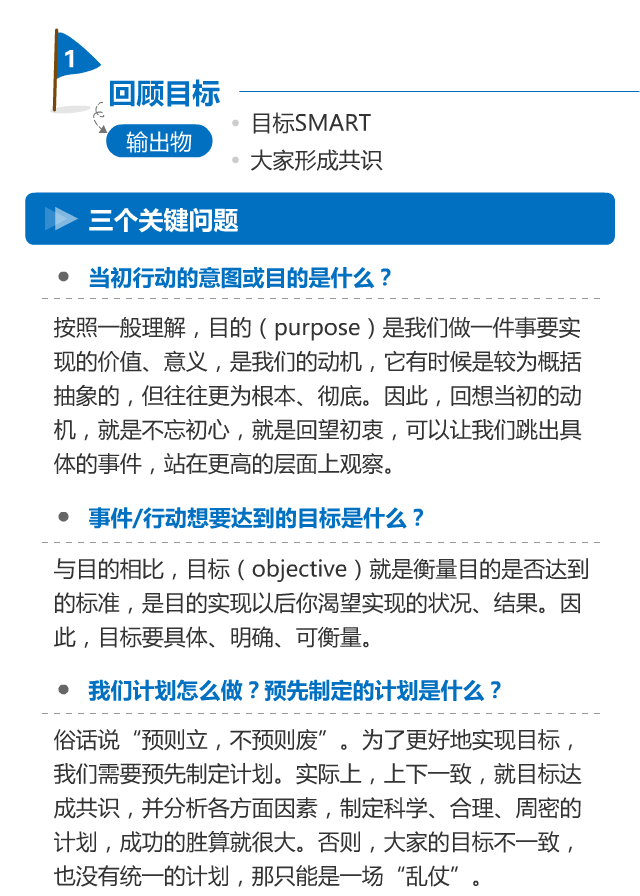 1
回顾目标
输出物
目标SMART
大家形成共识
三个关键问题
当初行动的意图或目的是什么？
按照一般理解，目的（purpose）是我们做一件事要实
现的价值、意义，是我们的动机，它有时候是较为概括
抽象的，但往往更为根本、彻底。因此，回想当初的动
机，就是不忘初心，就是回望初衷，可以让我们跳出具
体的事件，站在更高的层面上观察。
事件/行动想要达到的目标是什么？
与目的相比，目标（objective）就是衡量目的是否达到
的标准，是目的实现以后你渴望实现的状况、结果。因
此，目标要具体、明确、可衡量。
我们计划怎么做？预先制定的计划是什么？
俗话说“预则立，不预则废”。为了更好地实现目标，
我们需要预先制定计划。实际上，上下一致，就目标达
成共识，并分析各方面因素，制定科学、合理、周密的
计划，成功的胜算就很大。否则，大家的目标不一致，
也没有统一的计划，那只能是一场“乱仗”。